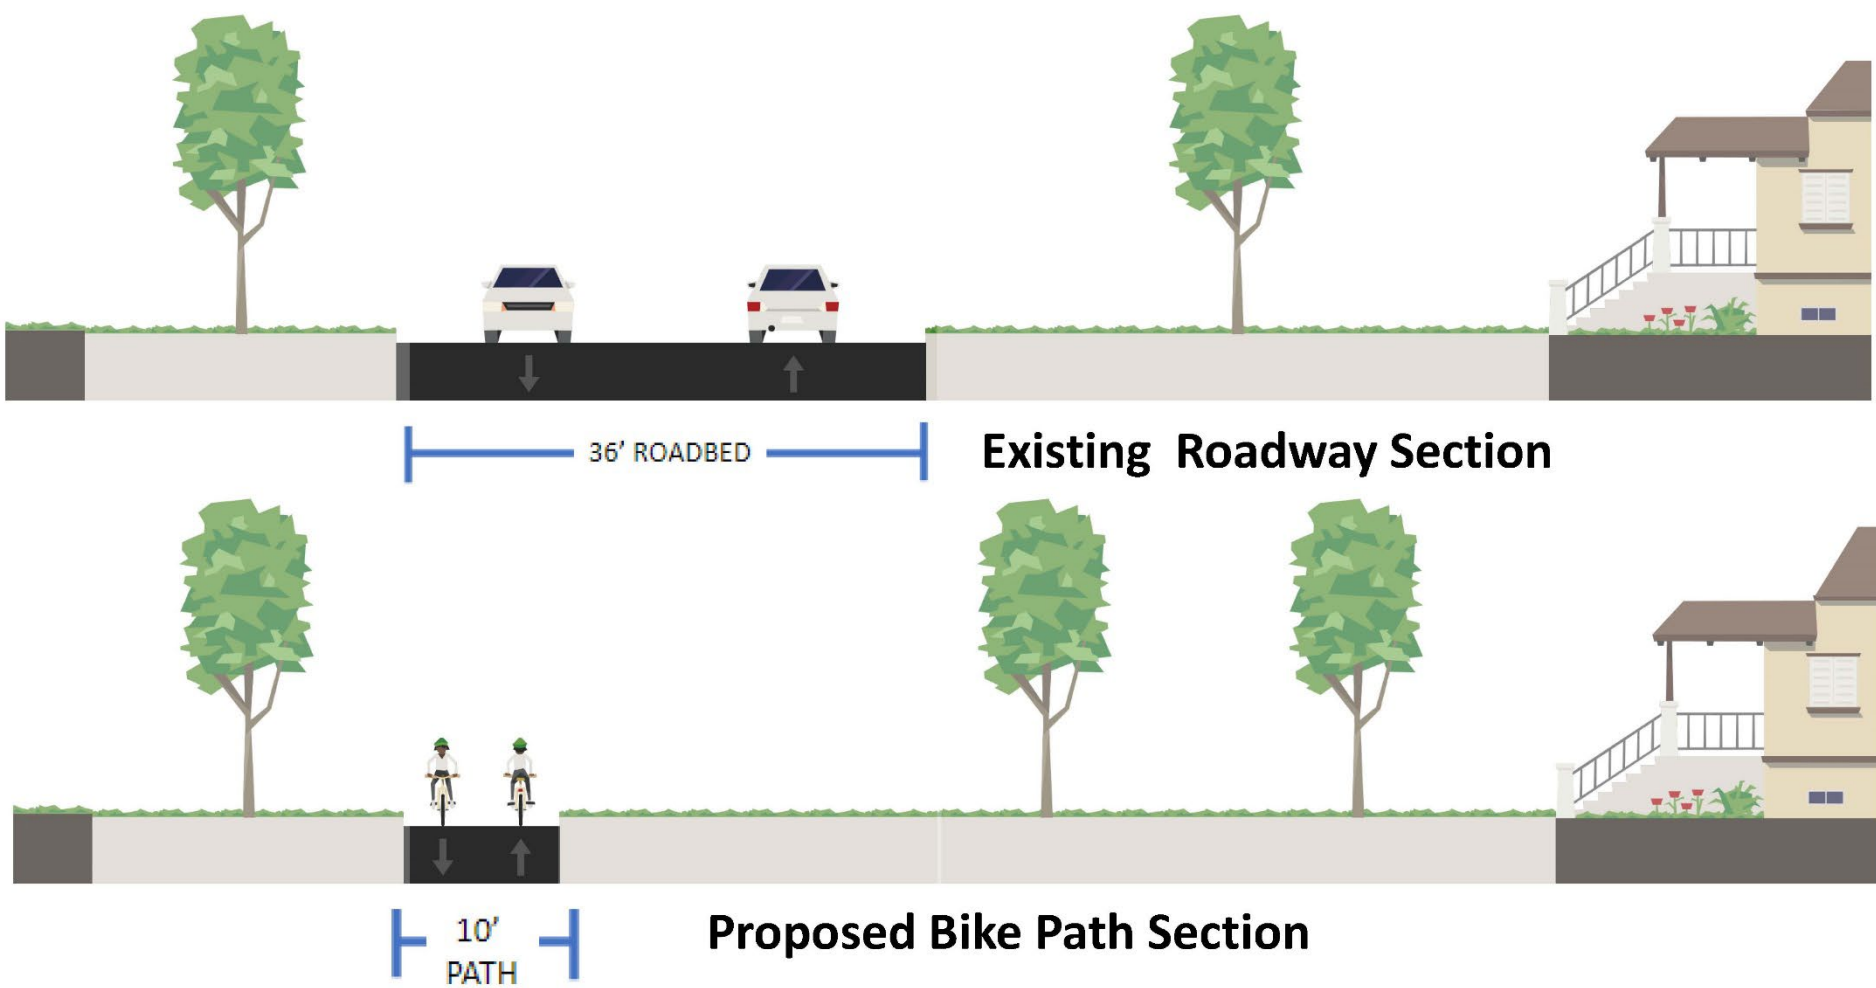 36' ROADBED
Existing Roadway Section
10'
PATH
Proposed Bike Path Section